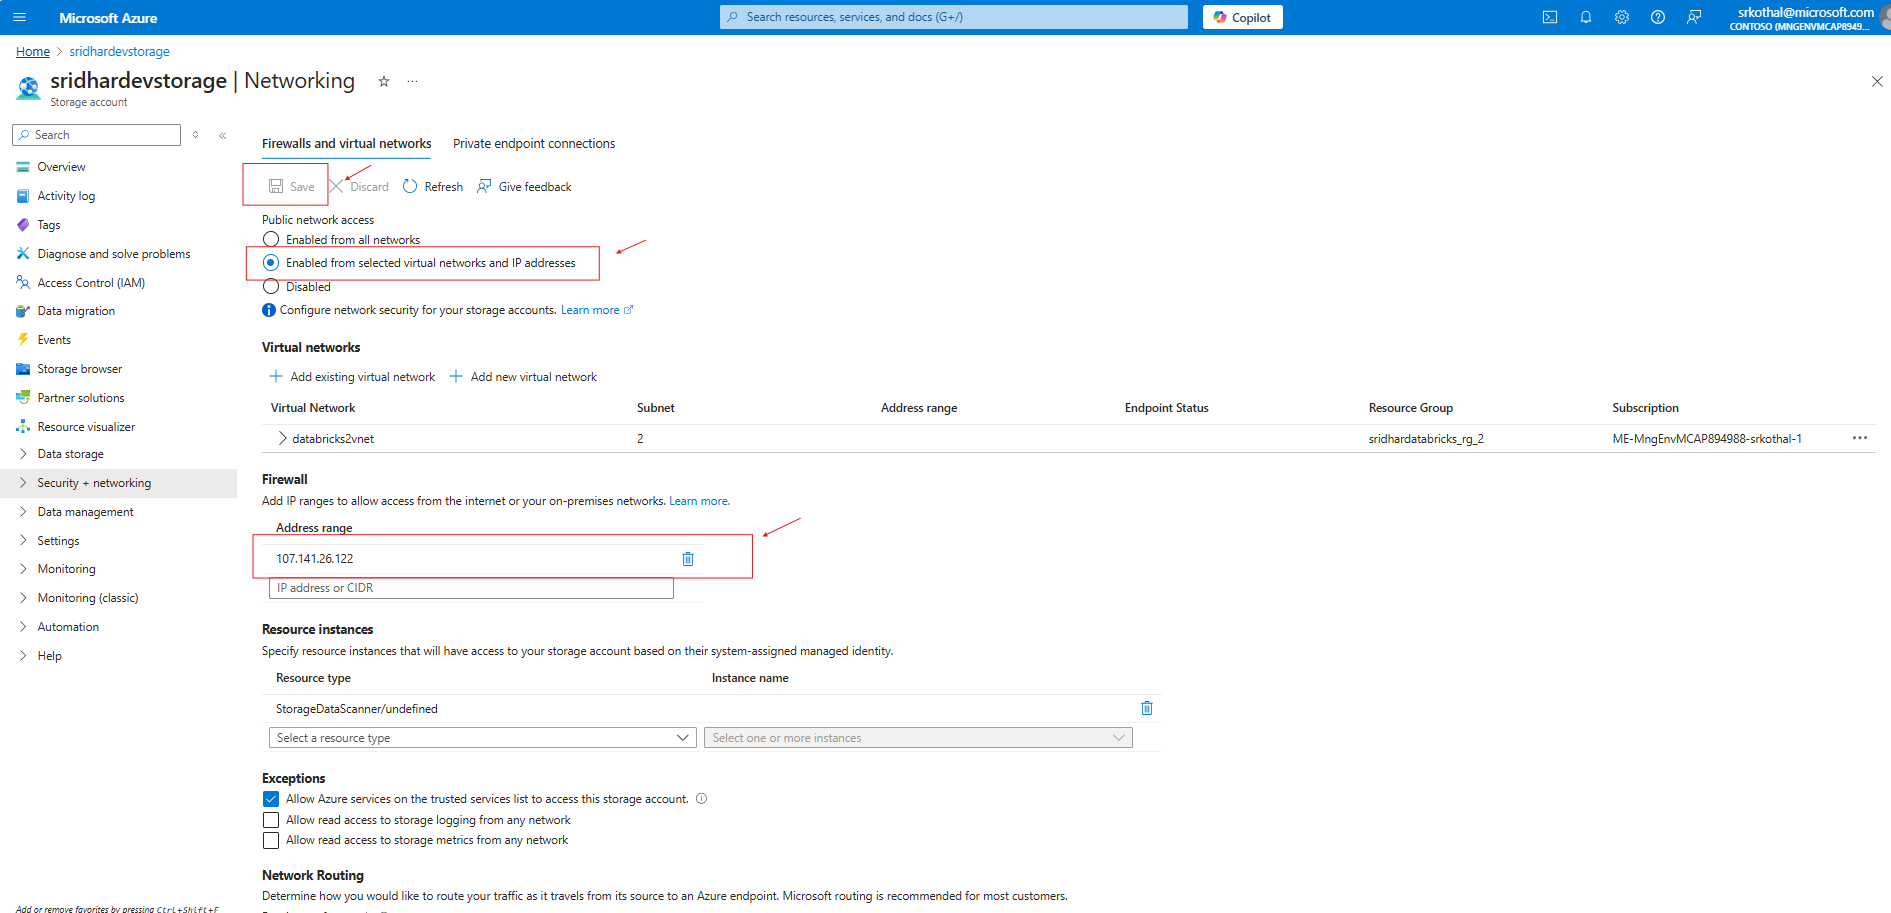 Microsoft Azure
Search resources, services, and docs (G+/)
Copilot
srkothal@microsoft.com
CONTOSO (MNGENVMCAP8949...
Home > sridhardevstorage
sridhardevstorage | Networking
Storage account
Search
Overview
Activity log
Tags
Diagnose and solve problems
Access Control (IAM)
Data migration
Events
Storage browser
Partner solutions
Resource visualizer
Data storage
Security + networking
Data management
Settings
Monitoring
Monitoring (classic)
Automation
Help
Add or remove favorites by pressing Ctrl+Shift+F
Firewalls and virtual networks Private endpoint connections
Save Discard Refresh Give feedback
Public network access
Enabled from all networks
Enabled from selected virtual networks and IP addresses
Disabled
Configure network security for your storage accounts. Learn more
Virtual networks
Add existing virtual network Add new virtual network
Virtual Network Subnet Address range Endpoint Status Resource Group Subscription
databricks2vnet 2 sridhardatabricks_rg_2 ME-MngEnvMCAP894988-srkothal-1
Firewall
Add IP ranges to allow access from the internet or your on-premises networks. Learn more.
Address range
107.141.26.122
IP address or CIDR
Resource instances
Specify resource instances that will have access to your storage account based on their system-assigned managed identity.
Resource type Instance name
StorageDataScanner/undefined
Select a resource type Select one or more instances
Exceptions
Allow Azure services on the trusted services list to access this storage account.
Allow read access to storage logging from any network
Allow read access to storage metrics from any network
Network Routing
Determine how you would like to route your traffic as it travels from its source to an Azure endpoint. Microsoft routing is recommended for most customers.